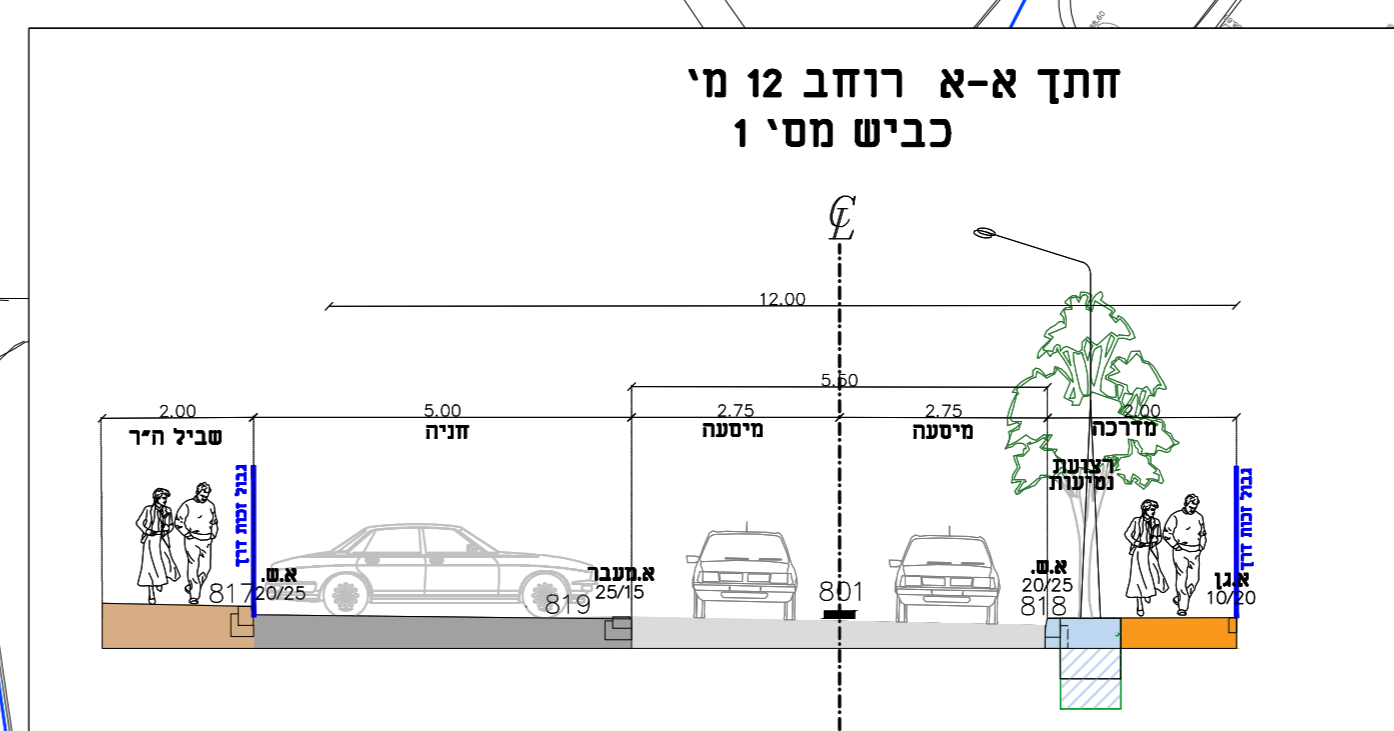 חתך א-א רוחב 12 מ'
כביש מס' 1
CL
12.00
5.50
2.00
5.00
2.75
2.75
2.00
שביל ה"ר
חניה
מיסעה
מיסעה
מדרכה
רצועת
נטיעות
גבול זכות דרך
גבול זכות דרך
א.ש.
20/25
817
א.מעבר
25/15
819
801
א.ש.
20/25
818
א.גן
10/20